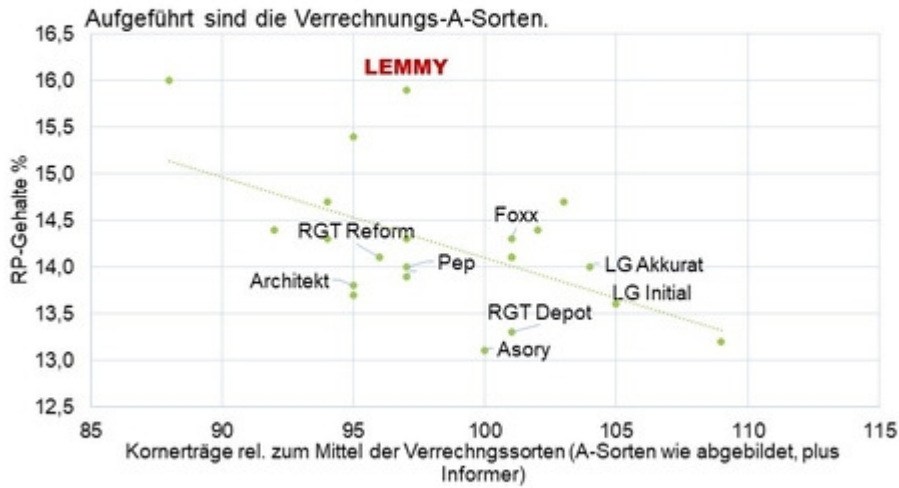 Aufgeführt sind die Verrechnungs-A-Sorten.
16,5
16,0
15,5
15,0
14,5
14,0
13,5
13,0
12,5
RP-Gehalte %
LEMMY
Foxx
RGT Reform
Pep
LG Akkurat
Architekt
LG Initial
RGT Depot
Asory
85 90 95 100 105 110 115
Kornerträge rel. zum Mittel der Verrechngssorten (A-Sorten wie abgebildet, plus
Informer)